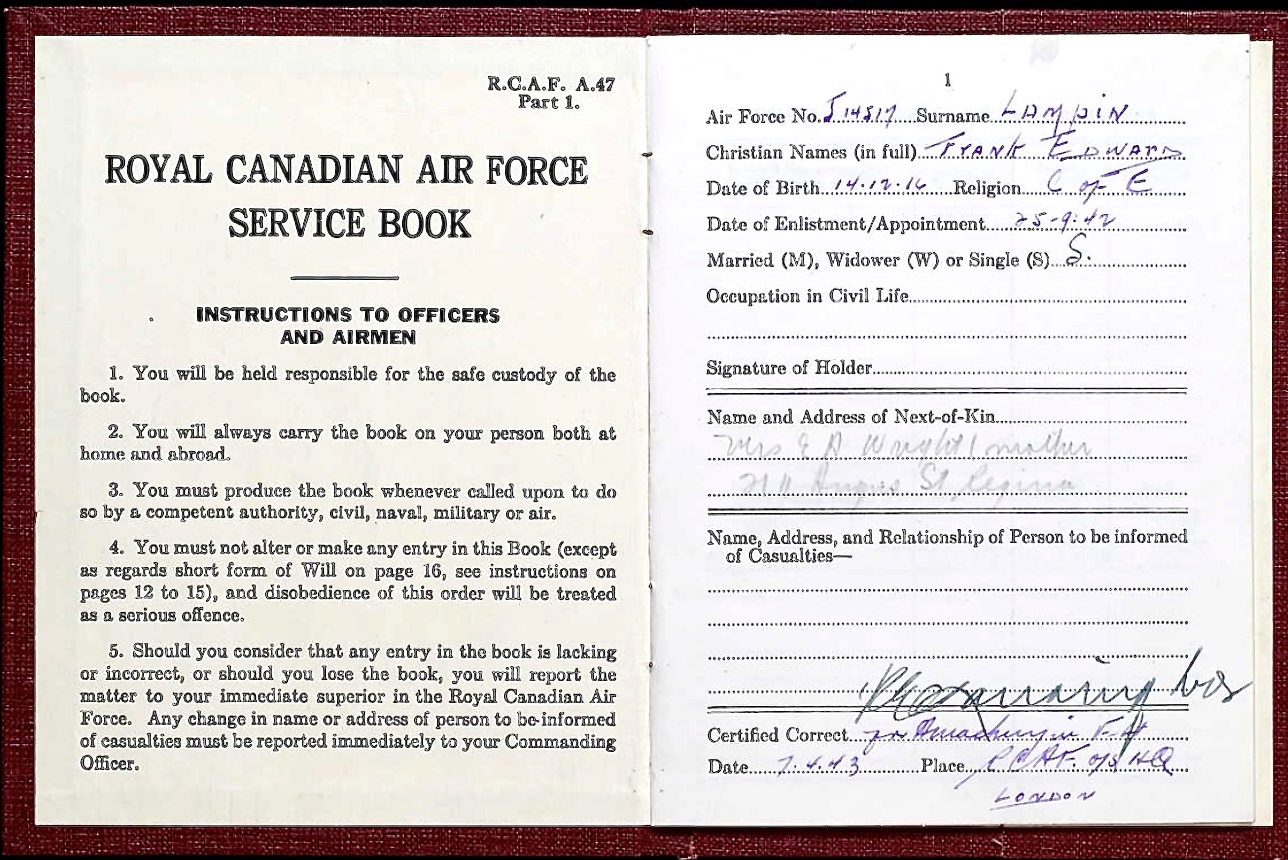 R.C.A.F. A.47
Part 1.
ROYAL CANADIAN AIR FORCE
SERVICE BOOK
INSTRUCTIONS TO OFFICERS
AND AIRMEN
1. You will be held responsible for the safe custody of the
book.
2. You will always carry the book on your person both at
home and abroad.
3. You must produce the book whenever called upon to do
so by a competent authority, civil, naval, military or air.
4. You must not alter or make any entry in this Book (except
as regards short form of Will on page 16, see instructions on
pages 12 to 15), and disobedience of this order will be treated
as a serious offence.
5. Should you consider that any entry in the book is lacking
or incorrect, or should you lose the book, you will report the
matter to your immediate superior in the Royal Canadian Air
Force. Any change in name or address of person to be informed
of casualties must be reported immediately to your Commanding
Officer.
1
Air Force No. J14517 Surname LAMPIN
Christian Names (in full) FRANK EDWARD
Date of Birth 14.12.16 Religion C of E
Date of Enlistment/Appointment 25-9-42
Married (M), Widower (W) or Single (S) S.
Occupation in Civil Life
Signature of Holder
Name and Address of Next-of-Kin
Mrs E A Wright (mother
Angus St Regina
Name, Address, and Relationship of Person to be informed
of Casualties—
Certified Correct
Date 7.4.43 Place RCAF. O/S HQ
LONDON